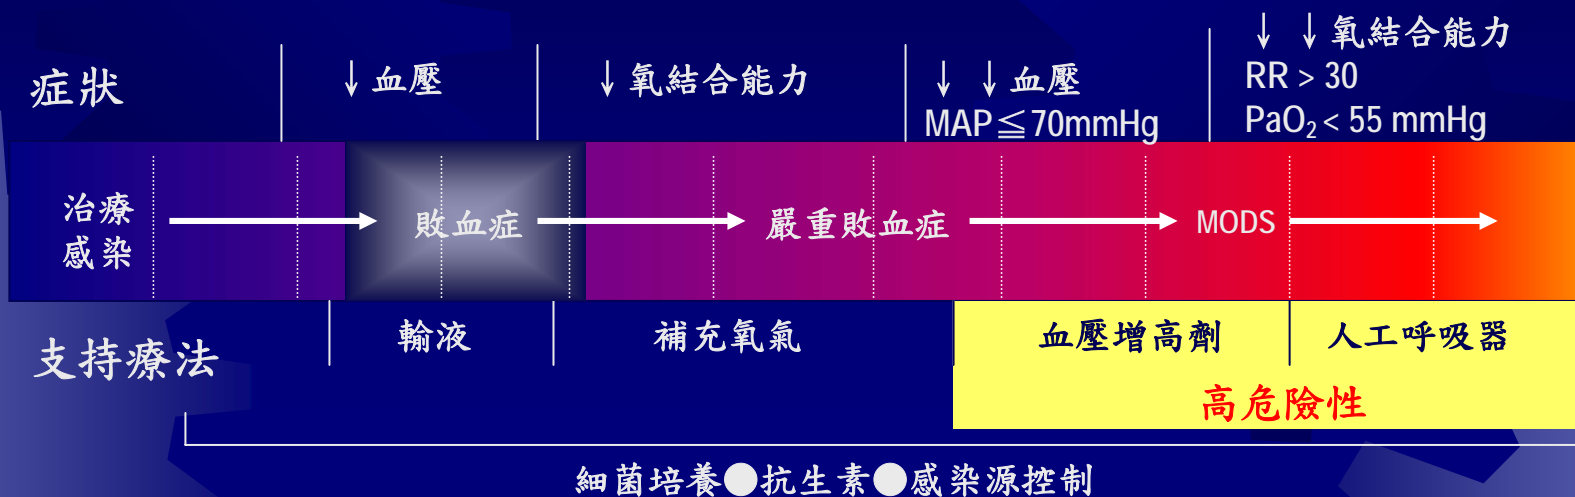 症狀
↓血壓
↓氧結合能力
↓ ↓血壓
MAP≦70mmHg
↓ ↓氧結合能力
RR > 30
PaO₂ < 55 mmHg
治療
感染
敗血症
嚴重敗血症
MODS
支持療法
輸液
補充氧氣
血壓增高劑
人工呼吸器
高危險性
細菌培養●抗生素●感染源控制